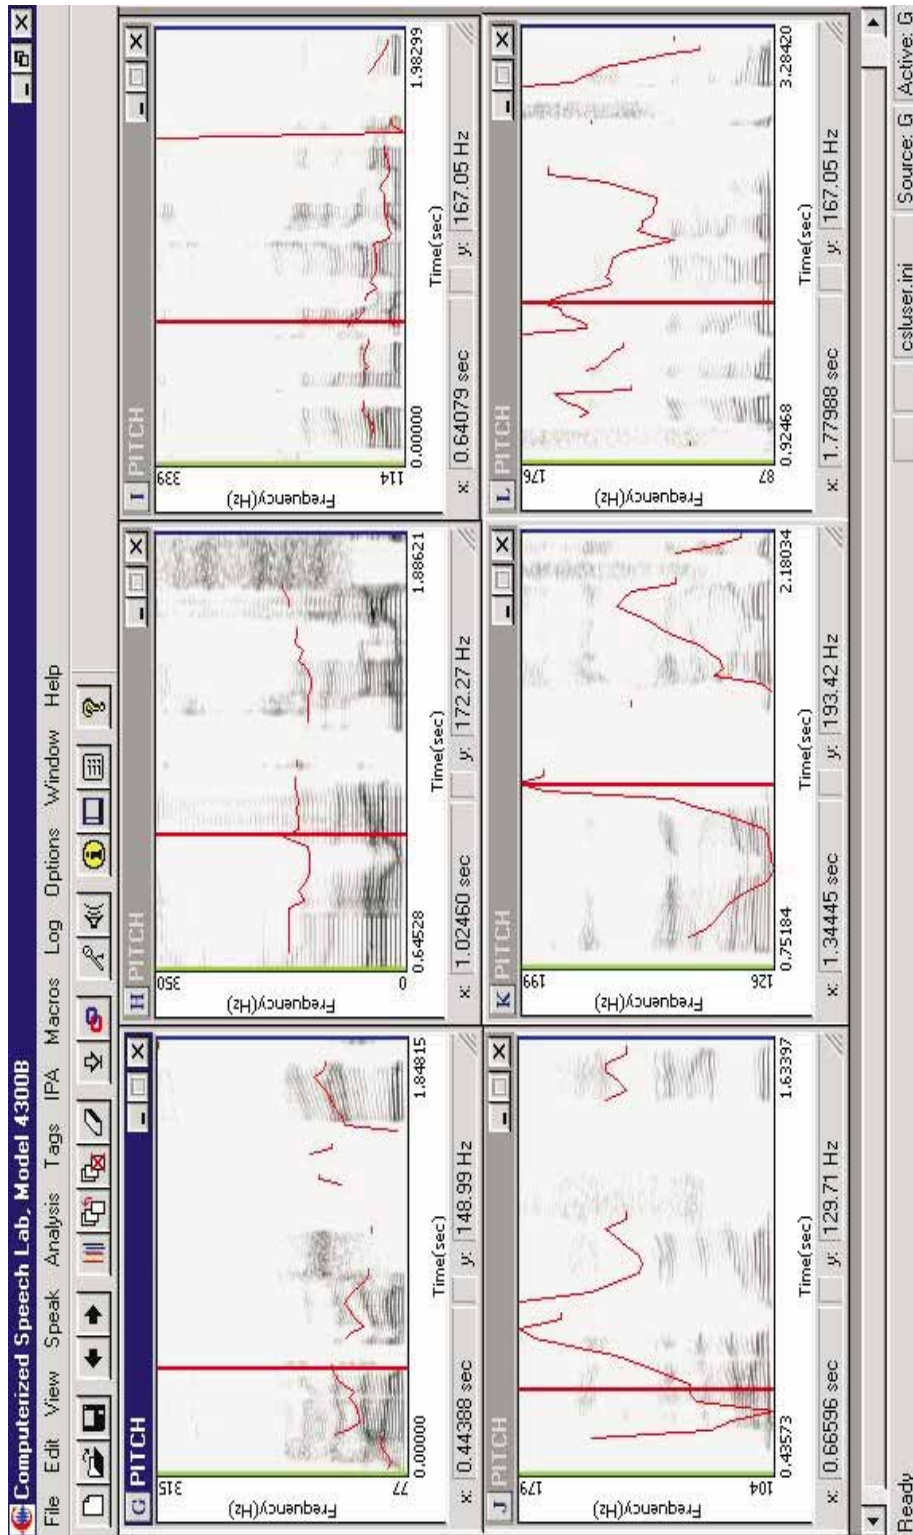 Computerized Speech Lab, Model 4300B
File Edit View Speak Analysis Tags IPA Macros Log Options Window Help
G PITCH
315
Frequency(Hz)
77
0.00000 Time(sec) 1.84815
x: 0.44388 sec y: 148.99 Hz
H PITCH
350
Frequency(Hz)
0
0.64528 Time(sec) 1.88621
x: 1.02460 sec y: 172.27 Hz
I PITCH
339
Frequency(Hz)
114
0.00000 Time(sec) 1.98299
x: 0.64079 sec y: 167.05 Hz
J PITCH
179
Frequency(Hz)
104
0.43573 Time(sec) 1.63397
x: 0.66596 sec y: 129.71 Hz
K PITCH
199
Frequency(Hz)
126
0.75184 Time(sec) 2.18034
x: 1.34445 sec y: 193.42 Hz
L PITCH
176
Frequency(Hz)
87
0.92468 Time(sec) 3.28420
x: 1.77988 sec y: 167.05 Hz
Ready csluser.ini Source: G Active: G